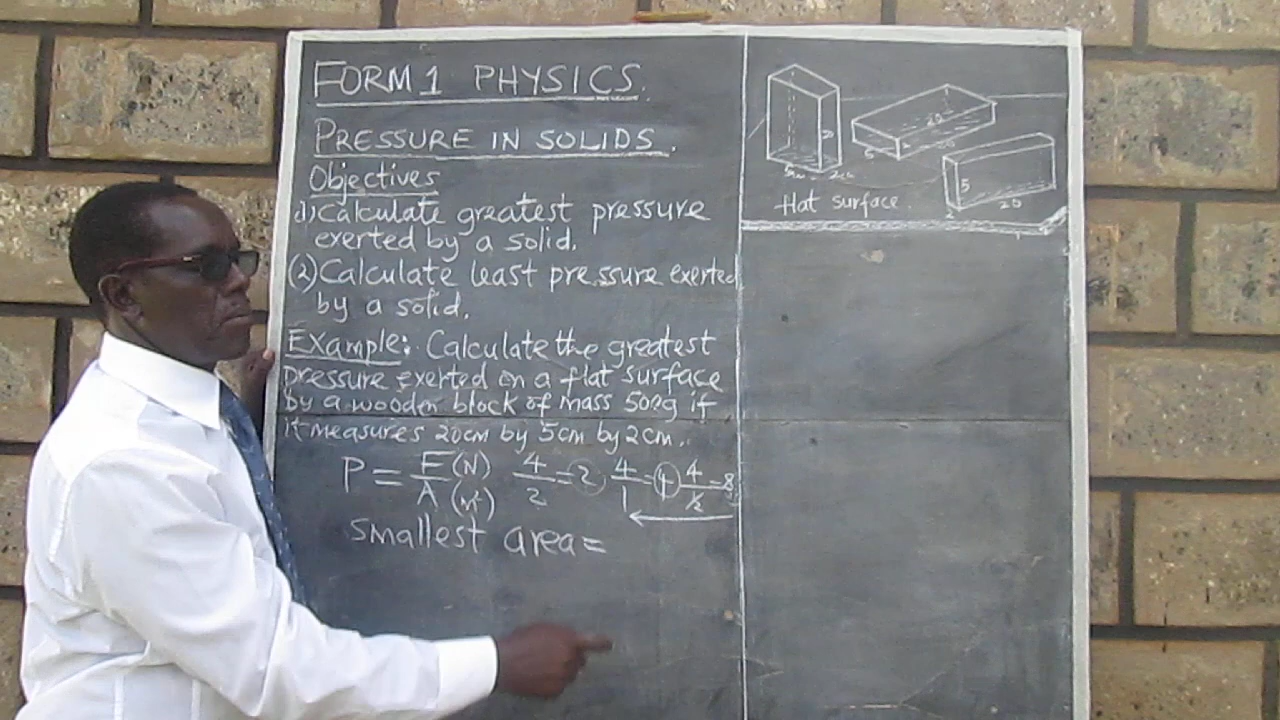 FORM 1 PHYSICS.
PRESSURE IN SOLIDS.
Objectives
(1) Calculate greatest pressure
exerted by a solid.
(2) Calculate least pressure exerted
by a solid.
Example: Calculate the greatest
pressure exerted on a flat surface
by a wooden block of mass 500g if
it measures 20cm by 5cm by 2cm.
P = F(N)/A(m²) 4/2 = 2 4/1 = 4 4/½ = 8
Smallest area =
20
5
5
2
20
Flat surface.